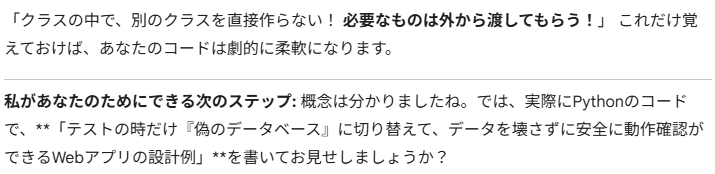 「クラスの中で、別のクラスを直接作らない！ 必要なものは外から渡してもらう！」 これだけ覚
えておけば、あなたのコードは劇的に柔軟になります。
私があなたのためにできる次のステップ: 概念は分かりましたね。では、実際にPythonのコード
で、**「テストの時だけ『偽のデータベース』に切り替えて、データを壊さずに安全に動作確認が
できるWebアプリの設計例」**を書いてお見せしましょうか？